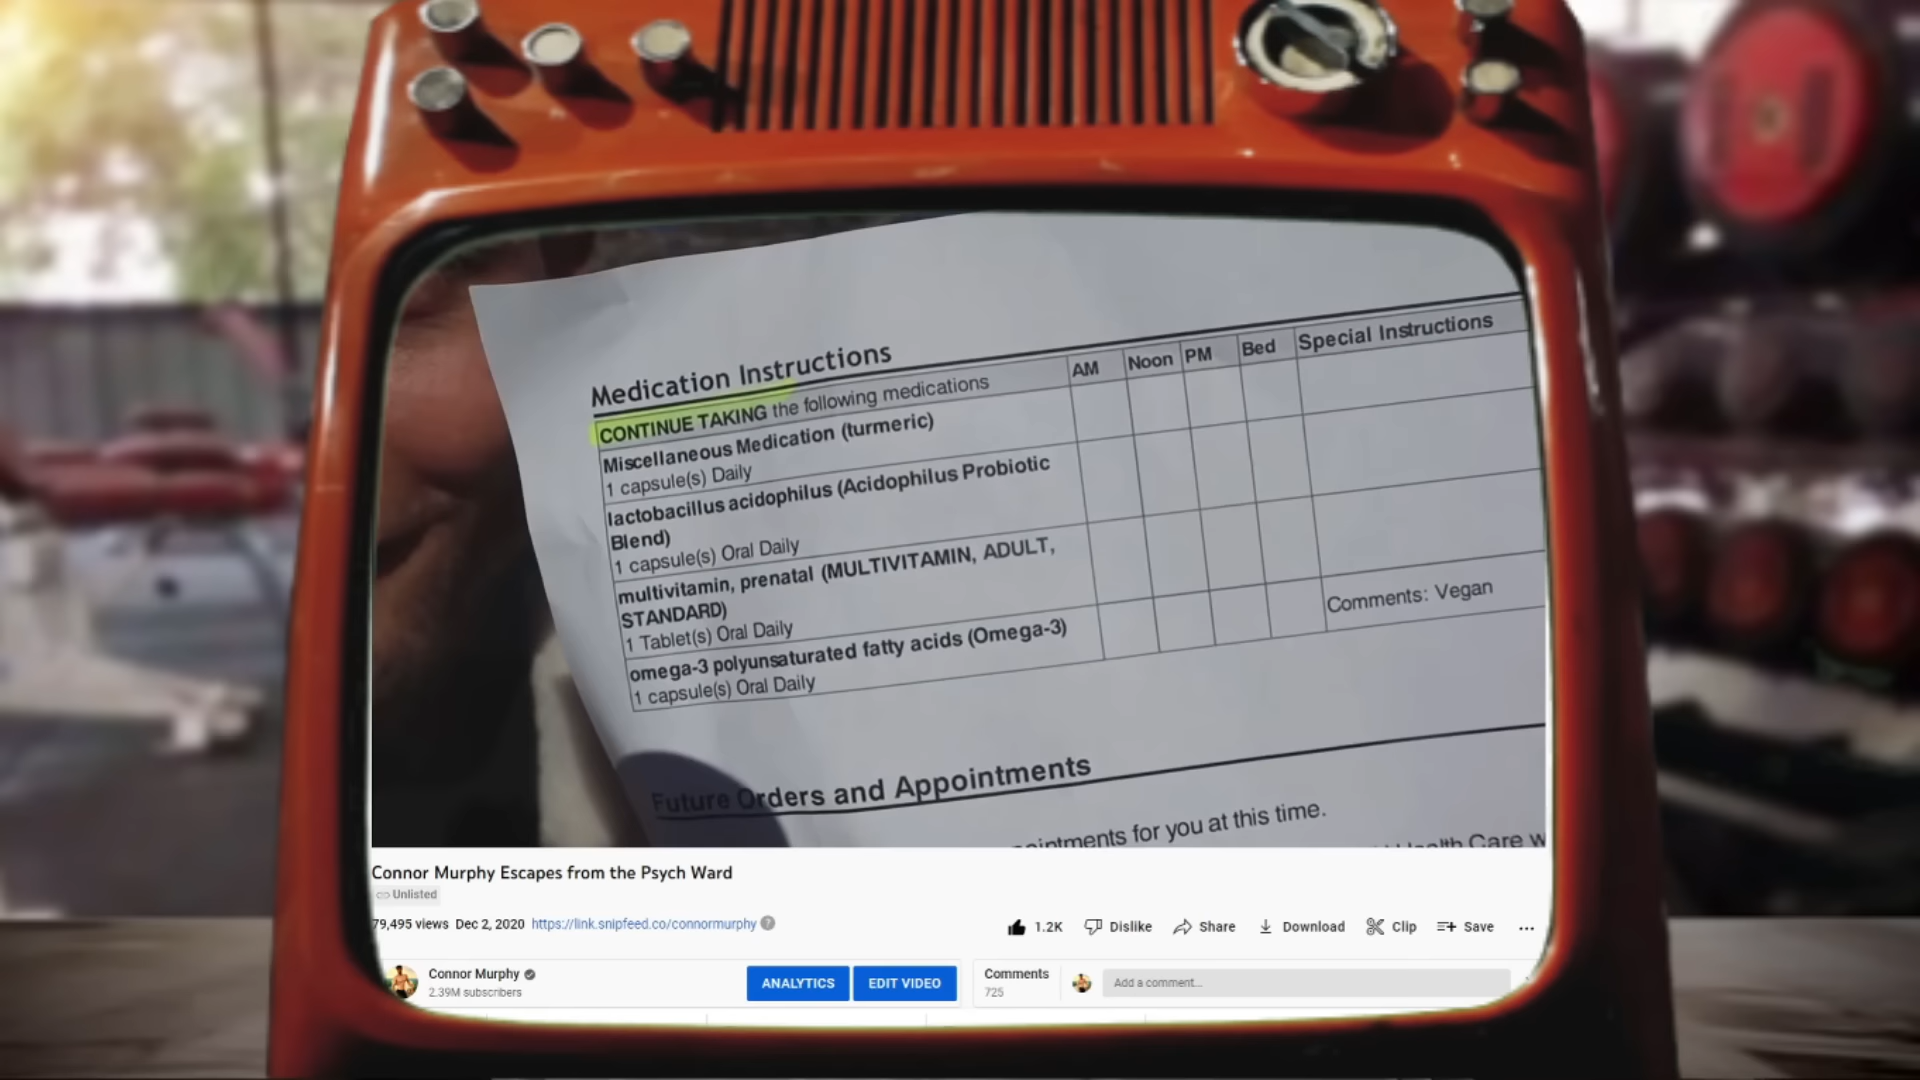 Medication Instructions
CONTINUE TAKING the following medications AM Noon PM Bed Special Instructions
Miscellaneous Medication (turmeric)
1 capsule(s) Daily
lactobacillus acidophilus (Acidophilus Probiotic
Blend)
1 capsule(s) Oral Daily
multivitamin, prenatal (MULTIVITAMIN, ADULT,
STANDARD)
1 Tablet(s) Oral Daily
omega-3 polyunsaturated fatty acids (Omega-3) Comments: Vegan
1 capsule(s) Oral Daily
Future Orders and Appointments
for you at this time.
Care
Connor Murphy Escapes from the Psych Ward
Unlisted
79,495 views Dec 2, 2020 https://link.snipfeed.co/connormurphy ? 1.2K Dislike Share Download Clip Save ...
Connor Murphy
2.39M subscribers
ANALYTICS EDIT VIDEO
Comments
725
Add a comment...